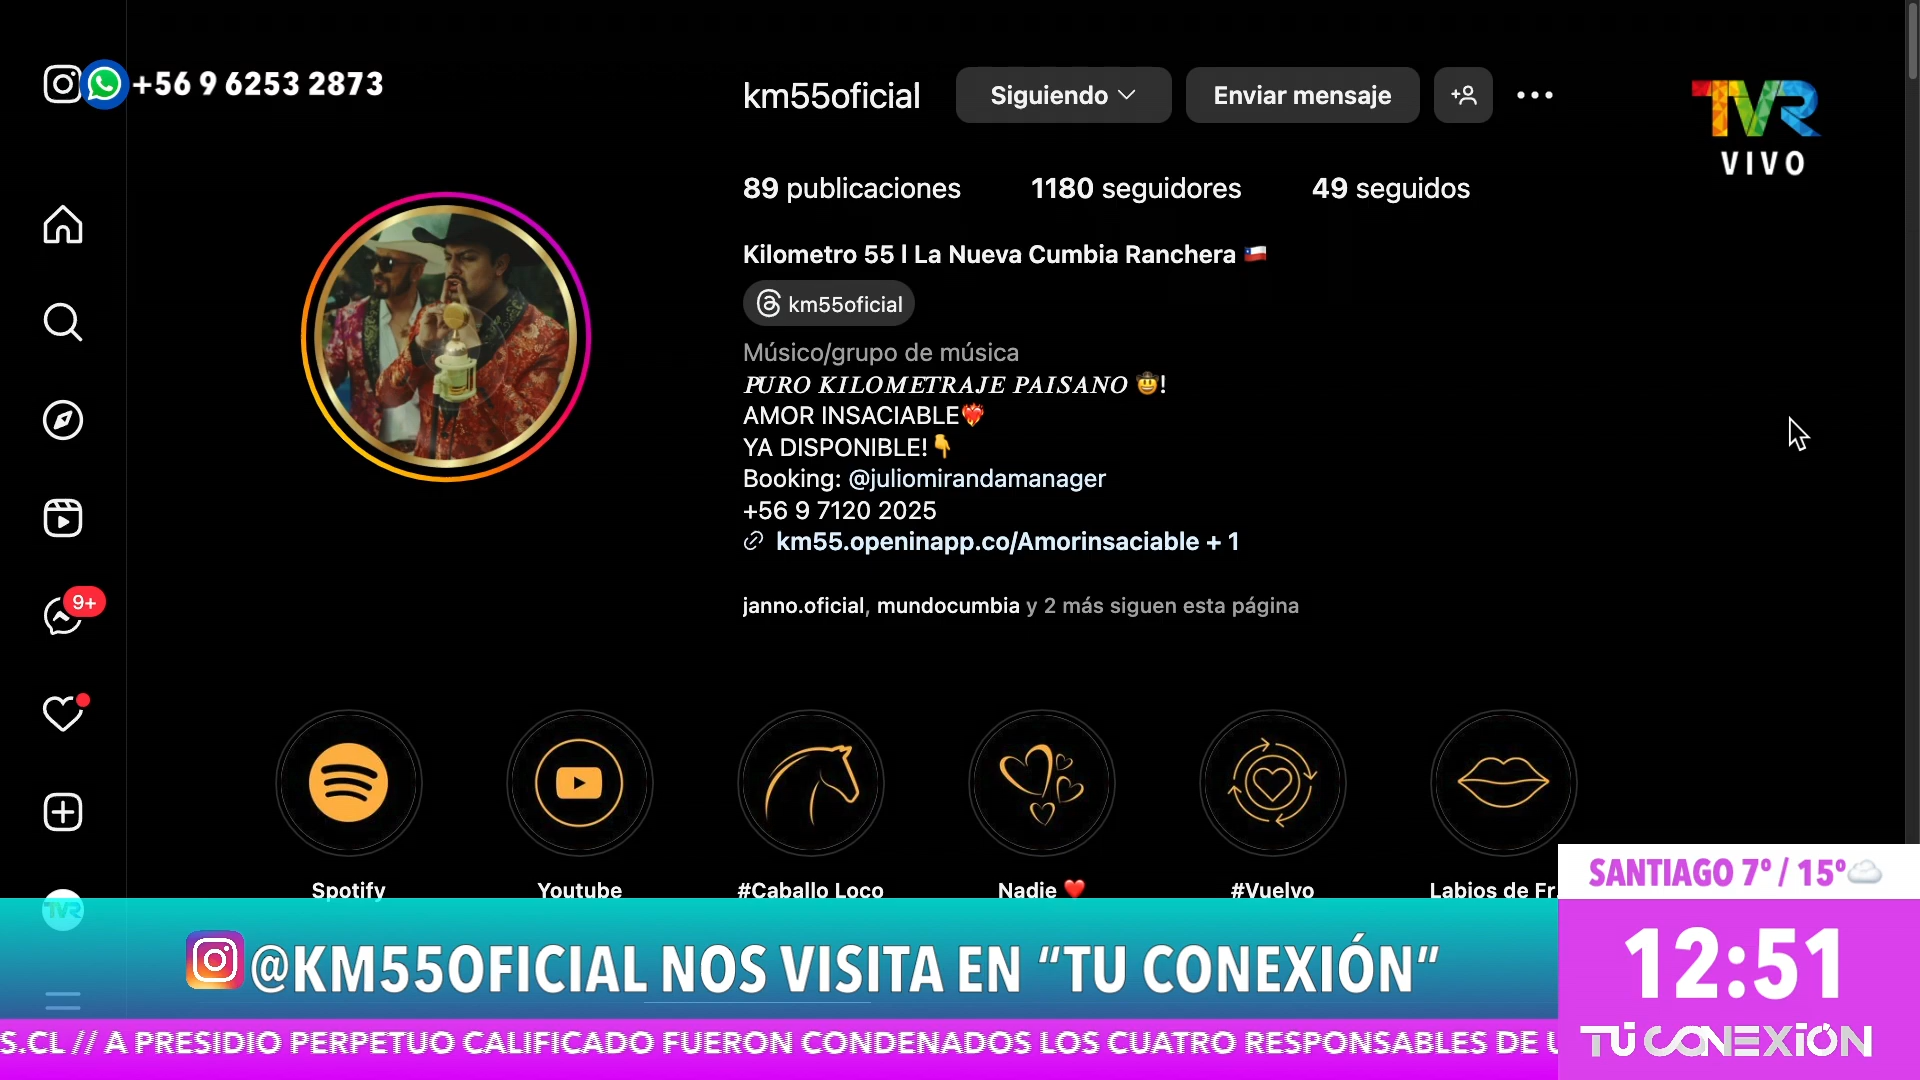 +56 9 6253 2873
km55oficial
Siguiendo
Enviar mensaje
TVR
VIVO
89 publicaciones
1180 seguidores
49 seguidos
Kilometro 55 l La Nueva Cumbia Ranchera 🇨🇱
km55oficial
Músico/grupo de música
PURO KILOMETRAJE PAISANO 🤠!
AMOR INSACIABLE❤️‍🔥
YA DISPONIBLE!👇
Booking: @juliomirandamanager
+56 9 7120 2025
km55.openinapp.co/Amorinsaciable + 1
janno.oficial, mundocumbia y 2 más siguen esta página
9+
Spotify
Youtube
#Caballo Loco
Nadie ❤️
#Vuelvo
Labios de Fr...
TVR
SANTIAGO 7º / 15º
@KM55OFICIAL NOS VISITA EN “TU CONEXIÓN”
12:51
TU CONEXIÓN
S.CL // A PRESIDIO PERPETUO CALIFICADO FUERON CONDENADOS LOS CUATRO RESPONSABLES DE